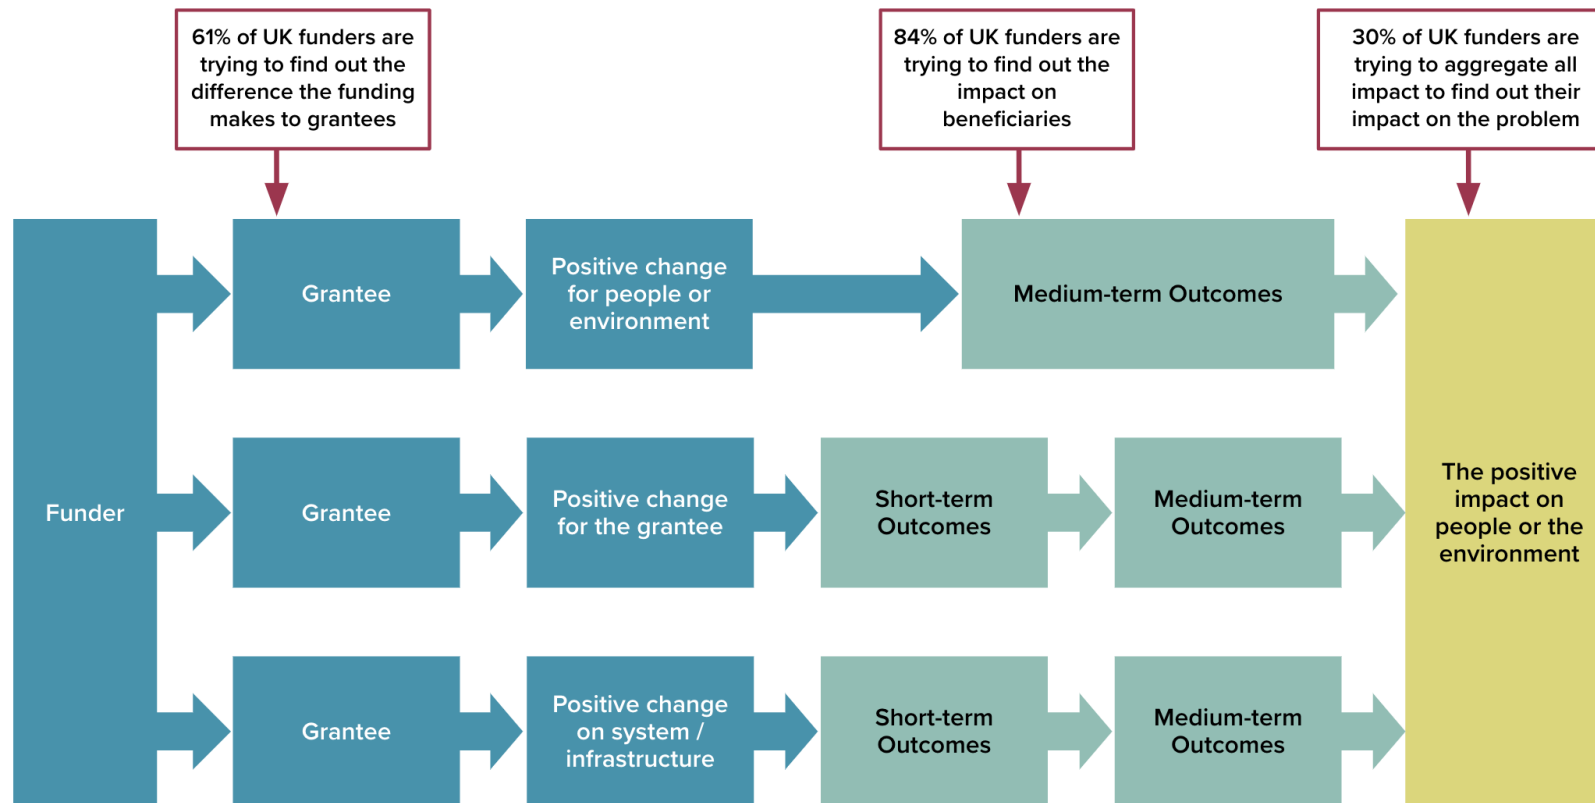 61% of UK funders are
trying to find out the
difference the funding
makes to grantees
84% of UK funders are
trying to find out the
impact on
beneficiaries
30% of UK funders are
trying to aggregate all
impact to find out their
impact on the problem
Funder
Grantee
Positive change
for people or
environment
Medium-term Outcomes
Grantee
Positive change
for the grantee
Short-term
Outcomes
Medium-term
Outcomes
Grantee
Positive change
on system /
infrastructure
Short-term
Outcomes
Medium-term
Outcomes
The positive
impact on
people or the
environment